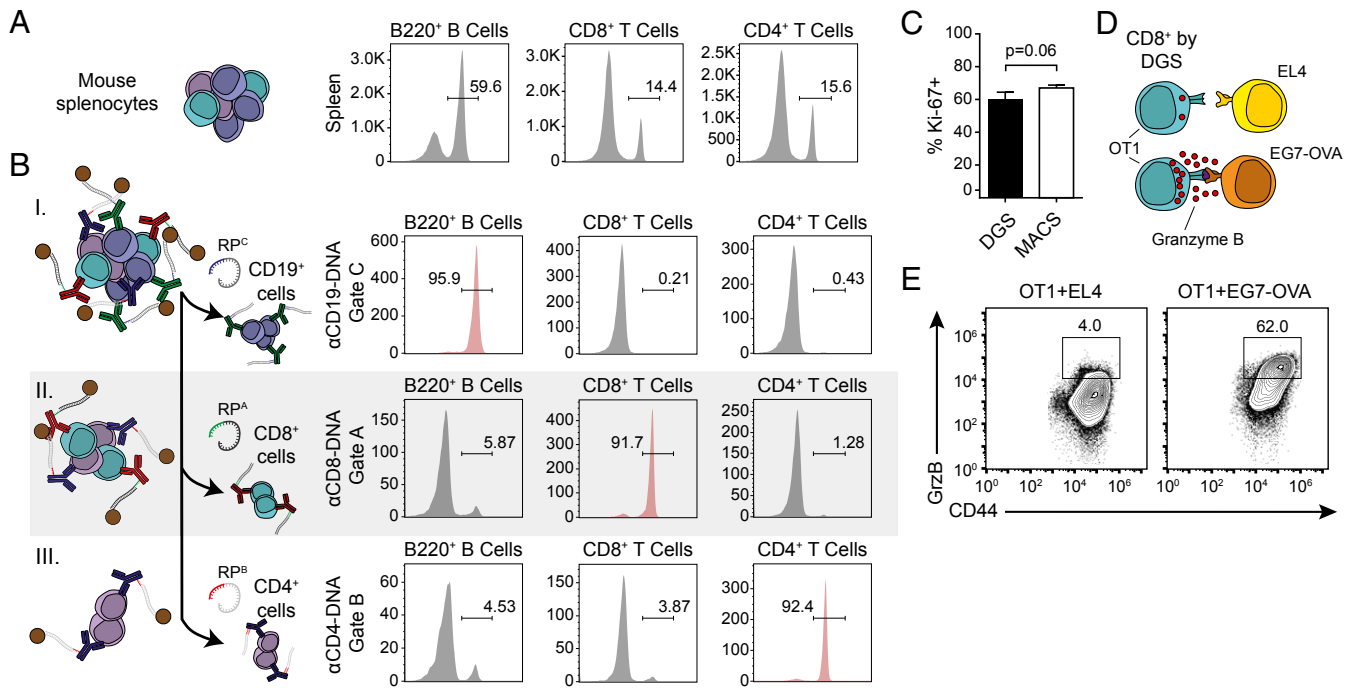 A
Mouse
splenocytes
Spleen
B220⁺ B Cells
3.0K
2.0K
1.0K
0
59.6
CD8⁺ T Cells
3.0K
2.0K
1.0K
0
14.4
CD4⁺ T Cells
2.5K
2.0K
1.5K
1.0K
500
0
15.6
B
I.
RPᶜ
CD19⁺
cells
αCD19-DNA
Gate C
B220⁺ B Cells
600
400
200
0
95.9
CD8⁺ T Cells
400
300
200
100
0
0.21
CD4⁺ T Cells
300
200
100
0
0.43
II.
RPᴬ
CD8⁺
cells
αCD8-DNA
Gate A
B220⁺ B Cells
150
100
50
0
5.87
CD8⁺ T Cells
400
300
200
100
0
91.7
CD4⁺ T Cells
250
200
150
100
50
0
1.28
III.
RPᴮ
CD4⁺
cells
αCD4-DNA
Gate B
B220⁺ B Cells
60
40
20
0
4.53
CD8⁺ T Cells
150
100
50
0
3.87
CD4⁺ T Cells
300
200
100
0
92.4
C
% Ki-67+
100
80
60
40
20
0
p=0.06
DGS
MACS
D
CD8⁺ by
DGS
EL4
OT1
EG7-OVA
Granzyme B
E
OT1+EL4
4.0
10⁶
10⁴
10²
10⁰
10⁰ 10² 10⁴ 10⁶
OT1+EG7-OVA
62.0
10⁰ 10² 10⁴ 10⁶
GrzB
CD44